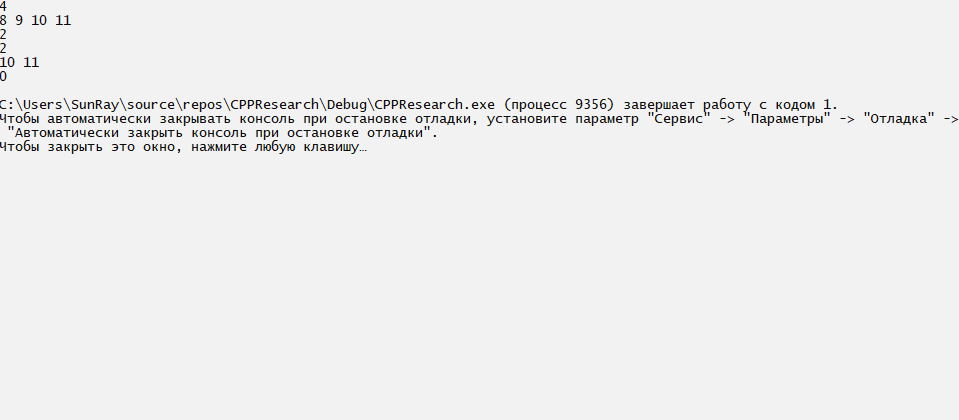 4
8 9 10 11
2
2
10 11
0
C:\Users\SunRay\source\repos\CPPResearch\Debug\CPPResearch.exe (процесс 9356) завершает работу с кодом 1.
Чтобы автоматически закрывать консоль при остановке отладки, установите параметр "Сервис" -> "Параметры" -> "Отладка" ->
"Автоматически закрыть консоль при остановке отладки".
Чтобы закрыть это окно, нажмите любую клавишу…